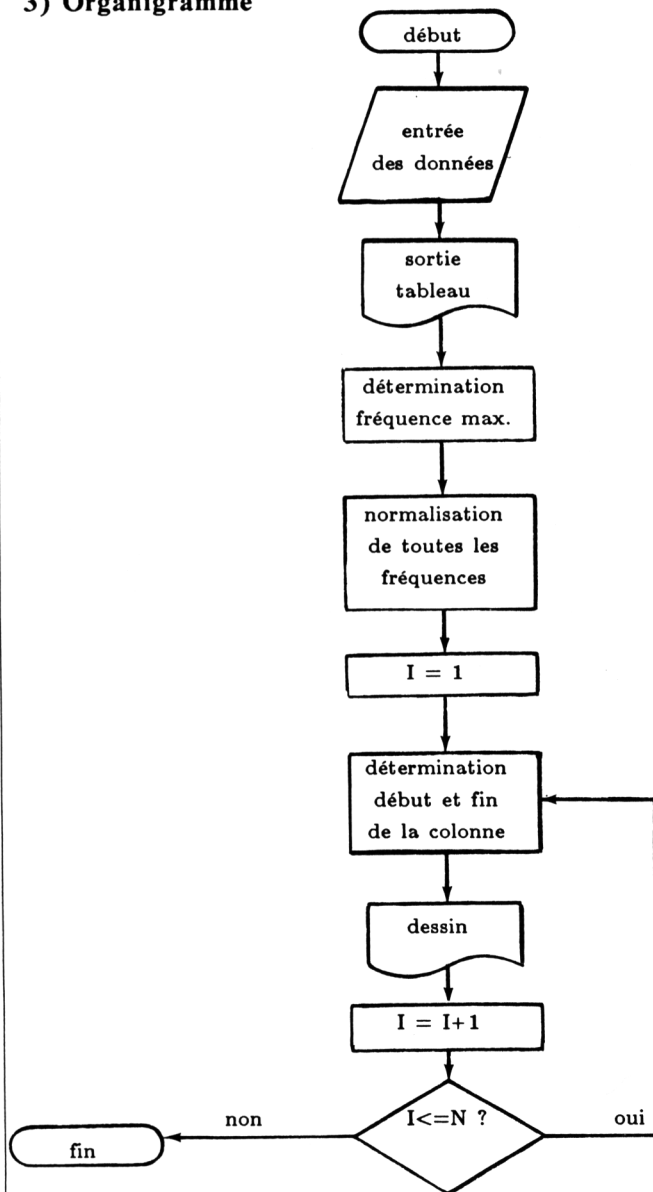 3) Organigramme
début
entrée
des données
sortie
tableau
détermination
fréquence max.
normalisation
de toutes les
fréquences
I = 1
détermination
début et fin
de la colonne
dessin
I = I+1
I<=N ?
non
oui
fin